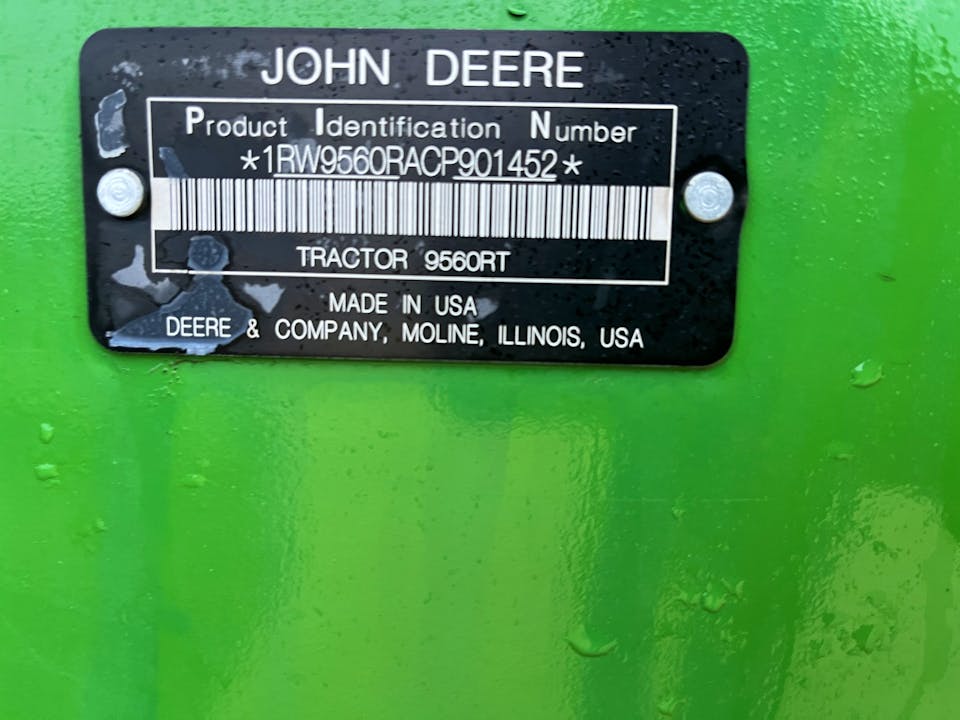 JOHN DEERE
Product Identification Number
*1RW9560RACP901452*
TRACTOR 9560RT
MADE IN USA
DEERE & COMPANY, MOLINE, ILLINOIS, USA